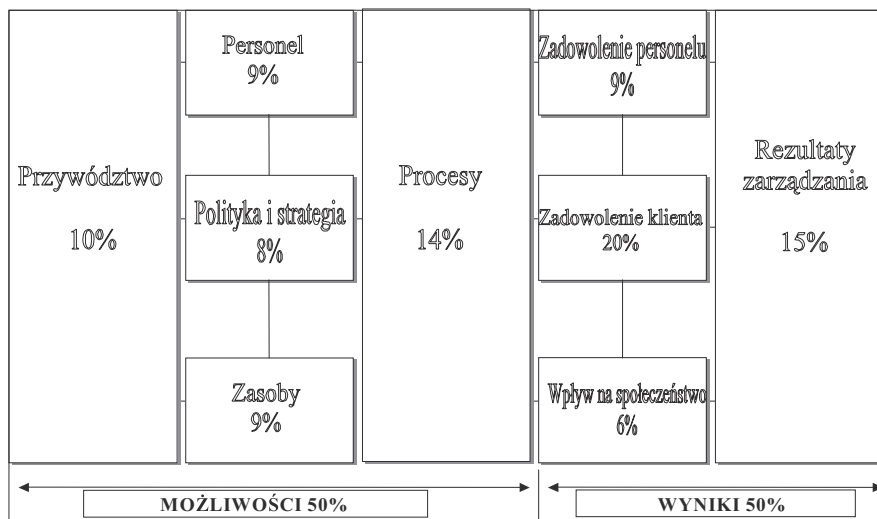 Personel
9%
Zadowolenie personelu
9%
Przywództwo
10%
Polityka i strategia
8%
Procesy
14%
Zadowolenie klienta
20%
Rezultaty
zarządzania
15%
Zasoby
9%
Wpływ na społeczeństwo
6%
MOŻLIWOŚCI 50%
WYNIKI 50%